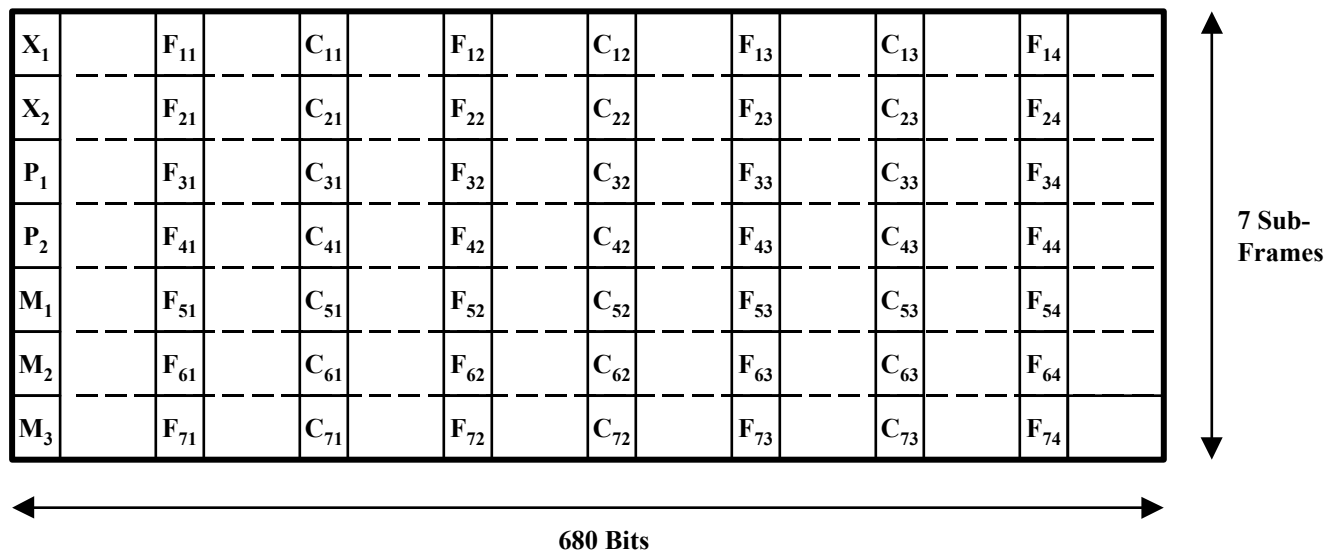 X₁ F₁₁ C₁₁ F₁₂ C₁₂ F₁₃ C₁₃ F₁₄
X₂ F₂₁ C₂₁ F₂₂ C₂₂ F₂₃ C₂₃ F₂₄
P₁ F₃₁ C₃₁ F₃₂ C₃₂ F₃₃ C₃₃ F₃₄
P₂ F₄₁ C₄₁ F₄₂ C₄₂ F₄₃ C₄₃ F₄₄
M₁ F₅₁ C₅₁ F₅₂ C₅₂ F₅₃ C₅₃ F₅₄
M₂ F₆₁ C₆₁ F₆₂ C₆₂ F₆₃ C₆₃ F₆₄
M₃ F₇₁ C₇₁ F₇₂ C₇₂ F₇₃ C₇₃ F₇₄
7 Sub-
Frames
680 Bits